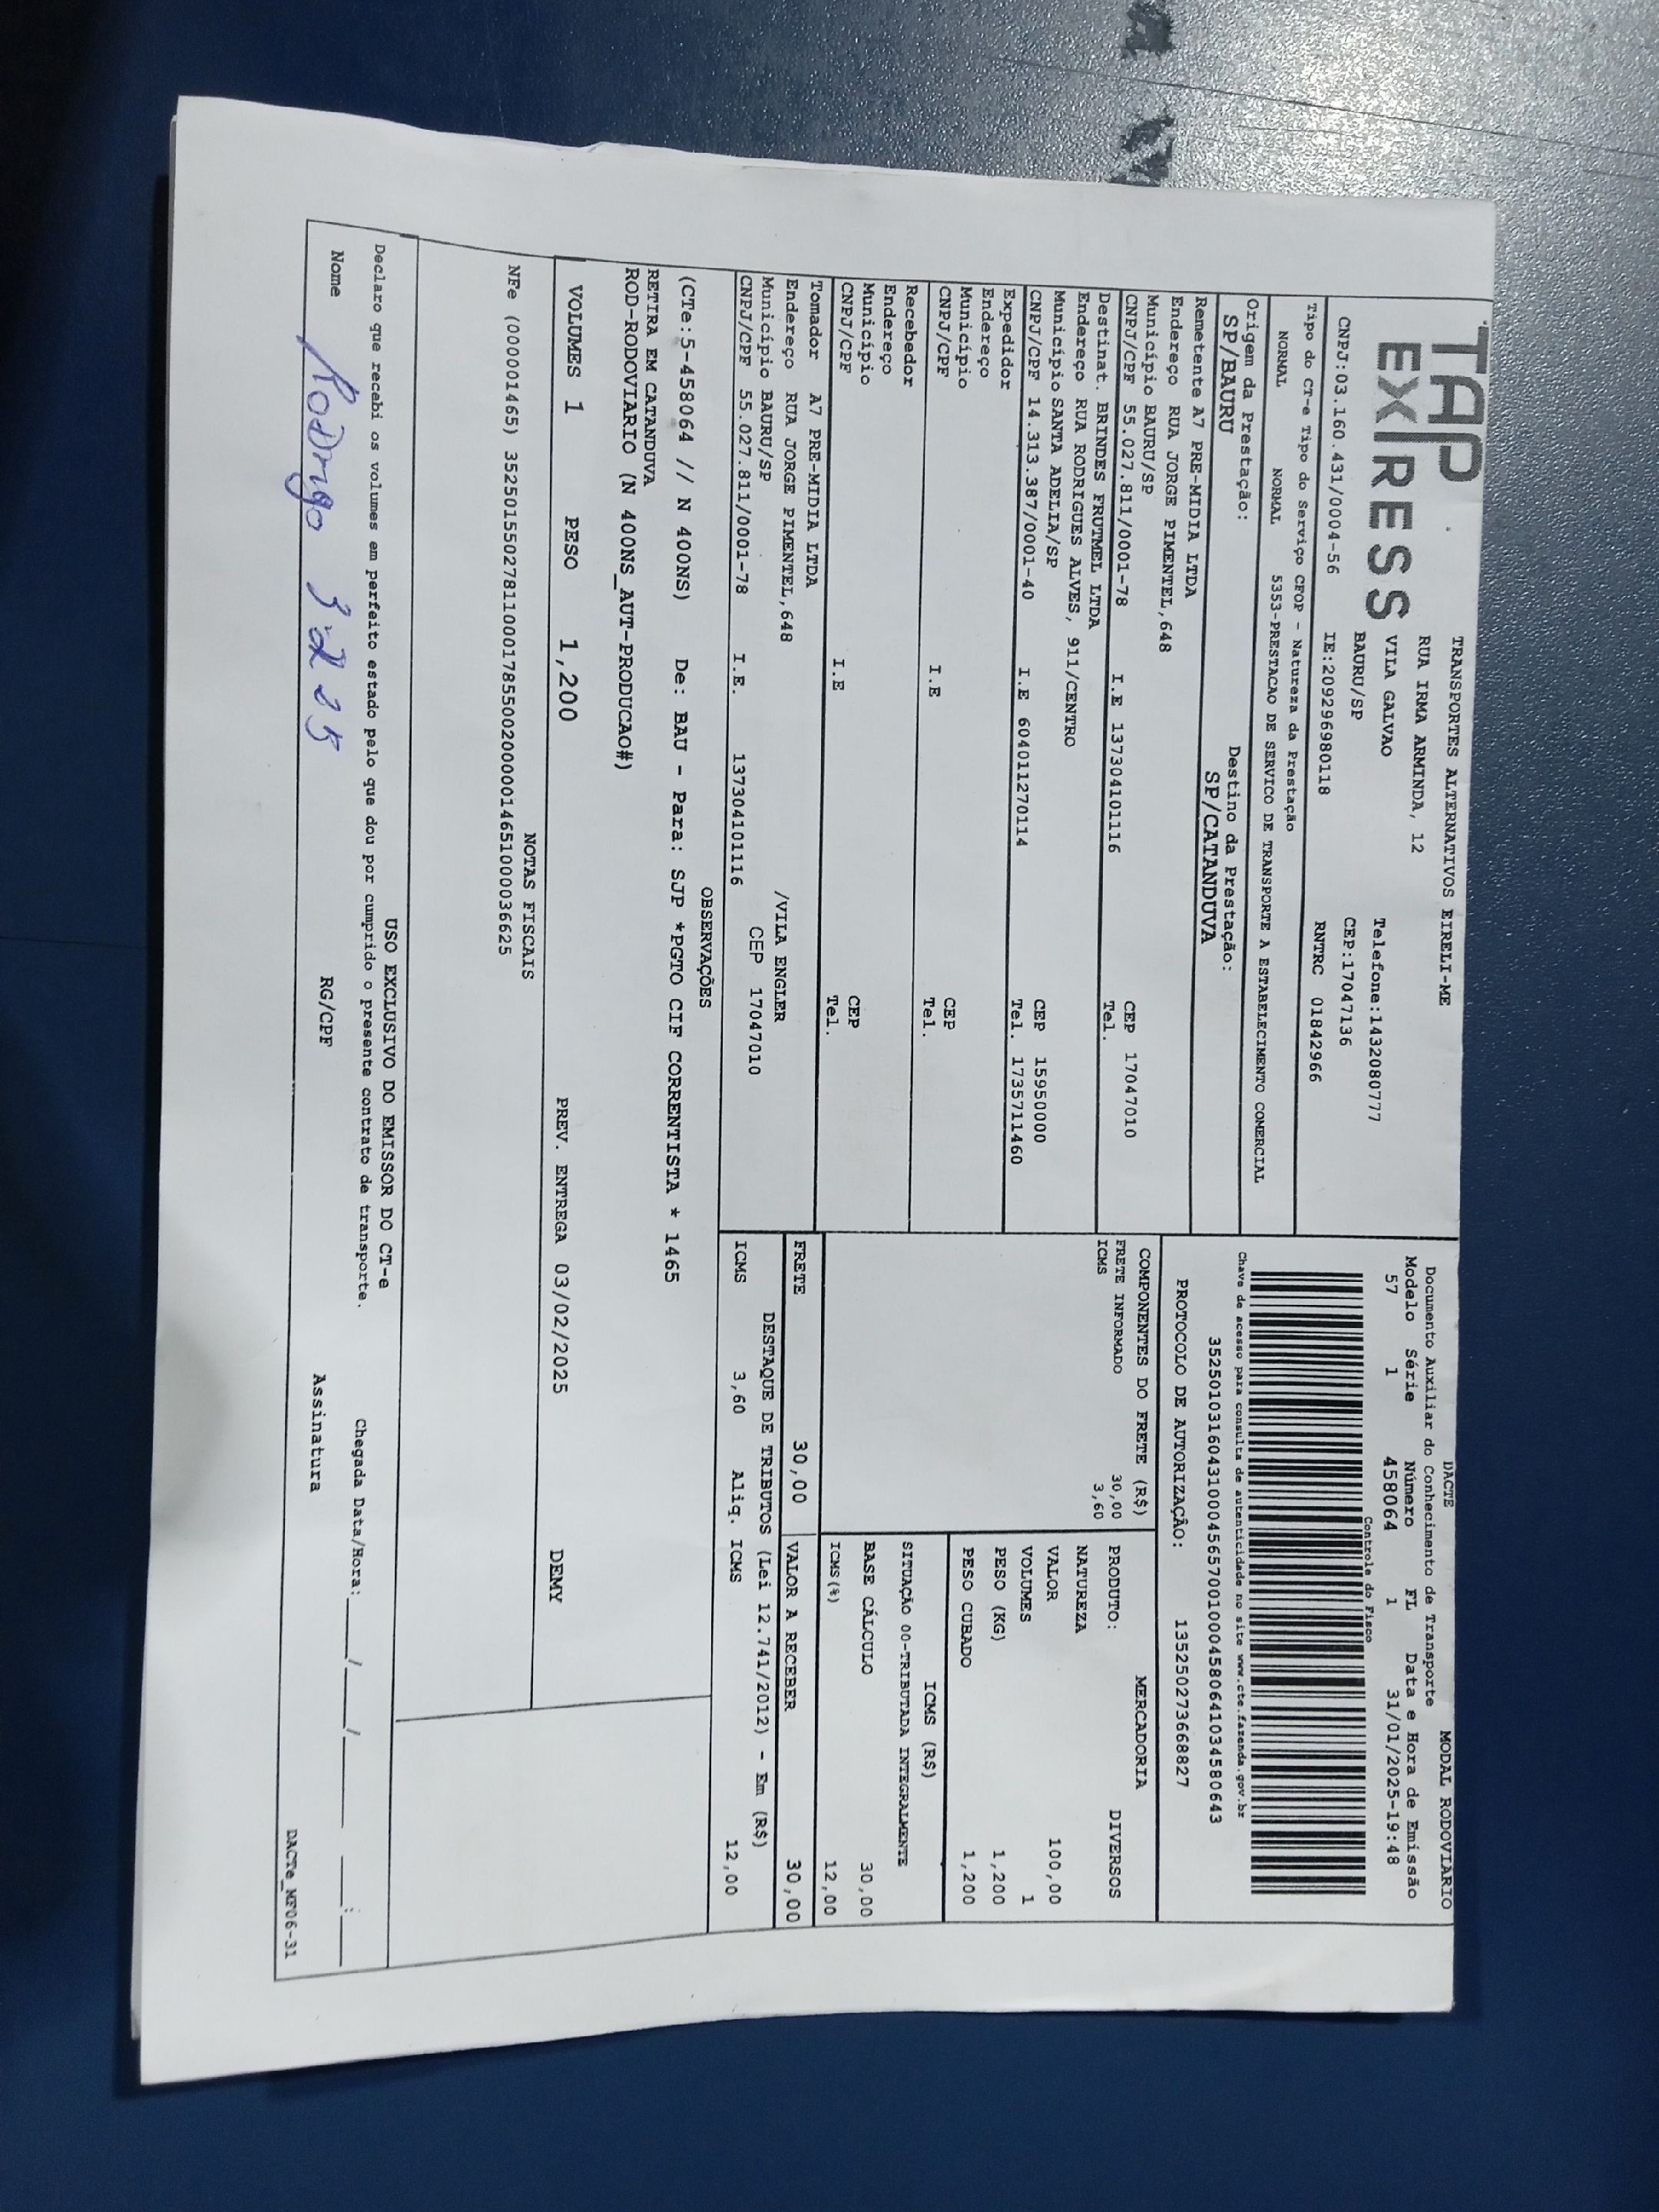 TAP EXPRESS
TRANSPORTES ALTERNATIVOS EIRELI-ME
RUA IRMA ARMINDA, 12
VILA GALVAO
Telefone:1432080777
BAURU/SP
CEP:17047136
CNPJ:03.160.431/0004-56 IE:209296980118 RNTRC 01842966
Tipo do CT-e Tipo do Serviço CFOP - Natureza da Prestação
NORMAL NORMAL 5353-PRESTACAO DE SERVICO DE TRANSPORTE A ESTABELECIMENTO COMERCIAL
Origem da Prestação: Destino da Prestação:
SP/BAURU SP/CATANDUVA
DACTE MODAL RODOVIARIO
Documento Auxiliar do Conhecimento de Transporte
Modelo Série Número FL Data e Hora de Emissão
57 1 458064 1 31/01/2025-19:48
Controle do Fisco
Chave de acesso para consulta de autenticidade no site www.cte.fazenda.gov.br
35250103160431000456570010004580641034580643
PROTOCOLO DE AUTORIZAÇÃO: 135250273668827
Remetente A7 PRE-MIDIA LTDA
Endereço RUA JORGE PIMENTEL,648
Município BAURU/SP CEP 17047010
CNPJ/CPF 55.027.811/0001-78 I.E 137304101116 Tel.
Destinat. BRINDES FRUTMEL LTDA
Endereço RUA RODRIGUES ALVES, 911/CENTRO
Município SANTA ADELIA/SP CEP 15950000
CNPJ/CPF 14.313.387/0001-40 I.E 604011270114 Tel. 1735711460
Expedidor
Endereço
Município CEP
CNPJ/CPF I.E Tel.
Recebedor
Endereço
Município CEP
CNPJ/CPF I.E Tel.
Tomador A7 PRE-MIDIA LTDA
Endereço RUA JORGE PIMENTEL,648 /VILA ENGLER
Município BAURU/SP CEP 17047010
CNPJ/CPF 55.027.811/0001-78 I.E. 137304101116
COMPONENTES DO FRETE (R$)
FRETE INFORMADO 30,00
ICMS 3,60
MERCADORIA
PRODUTO: DIVERSOS
NATUREZA
VALOR 100,00
VOLUMES 1
PESO (KG) 1,200
PESO CUBADO 1,200
ICMS (R$)
SITUAÇÃO 00-TRIBUTADA INTEGRALMENTE
BASE CÁLCULO 30,00
ICMS(%) 12,00
FRETE 30,00 VALOR A RECEBER 30,00
DESTAQUE DE TRIBUTOS (Lei 12.741/2012) - Em (R$)
ICMS 3,60 Aliq. ICMS 12,00
OBSERVAÇÕES
(CTe:5-458064 // N 400NS) De: BAU - Para: SJP *PGTO CIF CORRENTISTA * 1465
RETIRA EM CATANDUVA
ROD-RODOVIARIO (N 400NS_AUT-PRODUCAO#)
VOLUMES 1 PESO 1,200 PREV. ENTREGA 03/02/2025 DEMY
NOTAS FISCAIS
NFe (000001465) 35250155027811000178550020000014651000036625
USO EXCLUSIVO DO EMISSOR DO CT-e
Declaro que recebi os volumes em perfeito estado pelo que dou por cumprido o presente contrato de transporte. Chegada Data/Hora:___/___/_____ ___:___
Nome Rodrigo 3 2 25 RG/CPF Assinatura
DACTe_MF06-31